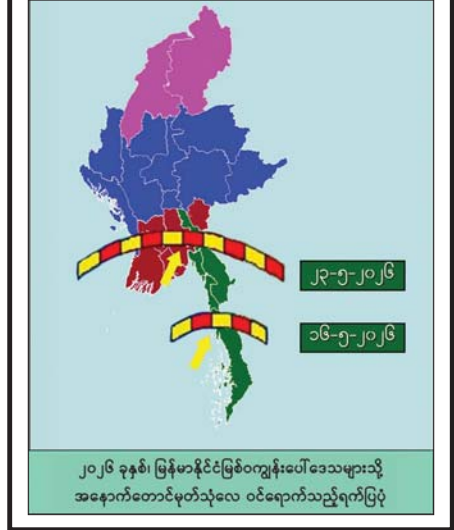 ၂၃-၅-၂၀၂၆
၁၆-၅-၂၀၂၆
၂၀၂၆ ခုနှစ်၊ မြန်မာနိုင်ငံမြစ်ဝကျွန်းပေါ်ဒေသများသို့
အနောက်တောင်မုတ်သုံလေ ဝင်ရောက်သည့်ရက်ပြပုံ